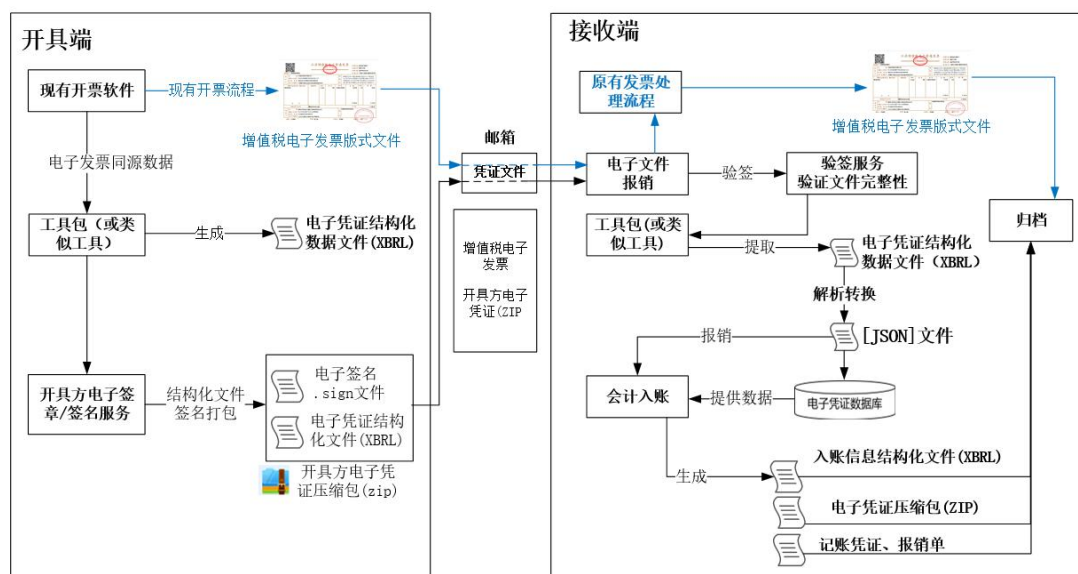 开具端
现有开票软件
现有开票流程
增值税电子发票版式文件
电子发票同源数据
工具包（或类
似工具）
生成
电子凭证结构化
数据文件(XBRL)
开具方电子签
章/签名服务
结构化文件
签名打包
电子签名
.sign文件
电子凭证结构
化文件(XBRL)
开具方电子凭
证压缩包(zip)
邮箱
凭证文件
增值税电子
发票
开具方电子
凭证(ZIP
接收端
原有发票处
理流程
增值税电子发票版式文件
电子文件
报销
验签
验签服务
验证文件完整性
归档
工具包(或类
似工具)
提取
电子凭证结构化
数据文件（XBRL）
解析转换
报销
[JSON]文件
会计入账
提供数据
电子凭证数据库
生成
入账信息结构化文件(XBRL)
电子凭证压缩包(ZIP)
记账凭证、报销单